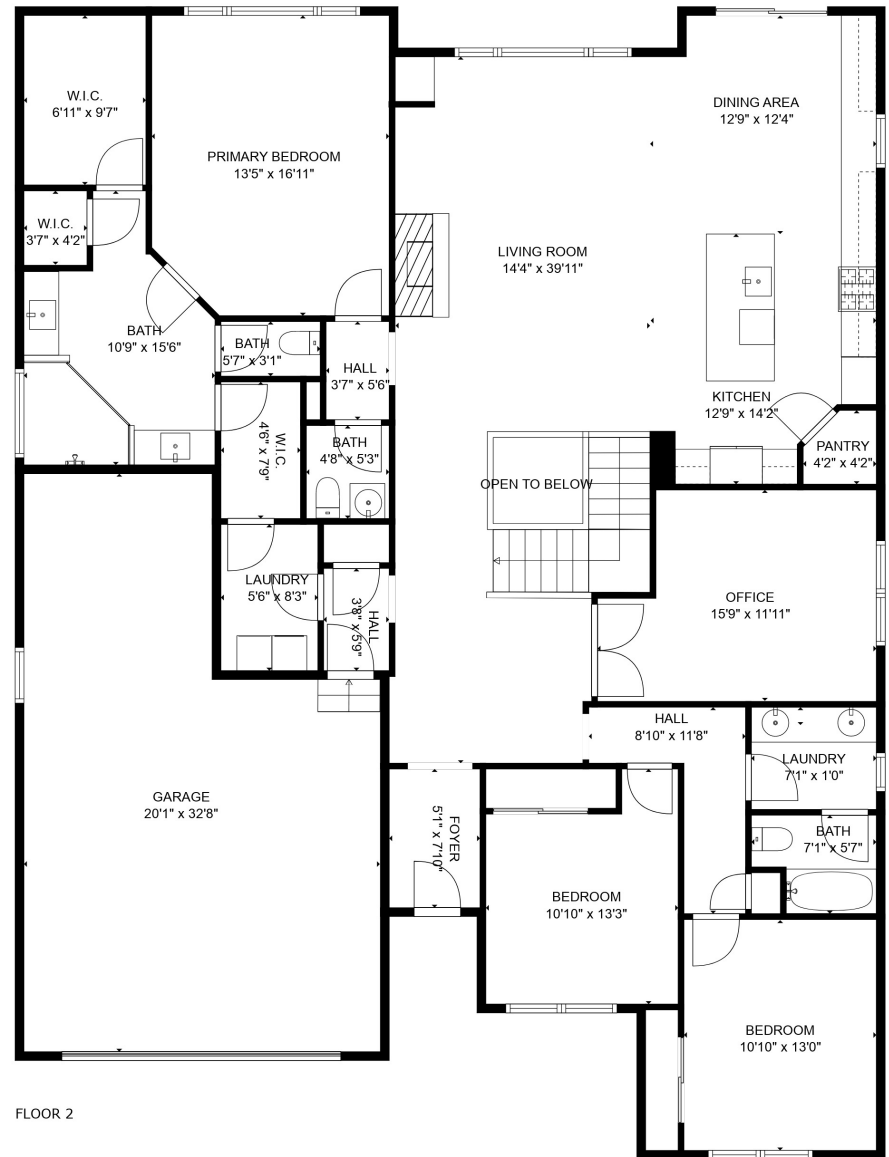 W.I.C.
6'11" x 9'7"
PRIMARY BEDROOM
13'5" x 16'11"
DINING AREA
12'9" x 12'4"
W.I.C.
3'7" x 4'2"
LIVING ROOM
14'4" x 39'11"
BATH
10'9" x 15'6"
BATH
5'7" x 3'1"
HALL
3'7" x 5'6"
KITCHEN
12'9" x 14'2"
W.I.C.
4'6" x 7'9"
BATH
4'8" x 5'3"
PANTRY
4'2" x 4'2"
OPEN TO BELOW
LAUNDRY
5'6" x 8'3"
HALL
3'8" x 5'9"
OFFICE
15'9" x 11'11"
HALL
8'10" x 11'8"
LAUNDRY
7'1" x 1'0"
GARAGE
20'1" x 32'8"
FOYER
5'1" x 7'10"
BATH
7'1" x 5'7"
BEDROOM
10'10" x 13'3"
BEDROOM
10'10" x 13'0"
FLOOR 2